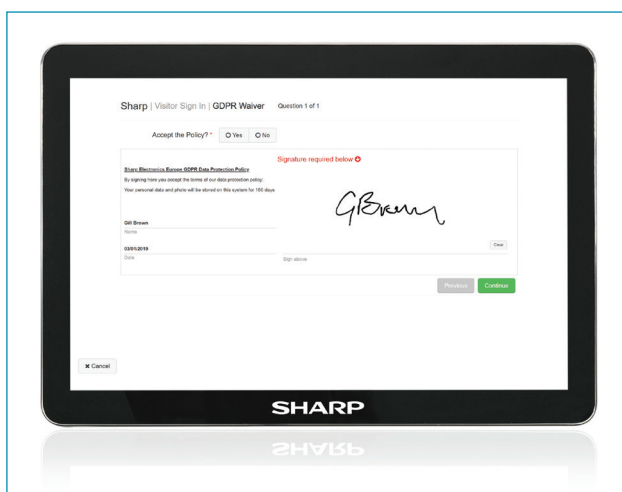 Sharp | Visitor Sign In | GDPR Waiver Question 1 of 1
Accept the Policy? * Yes No
Signature required below
Sharp Electronics Europe GDPR Data Protection Policy
By signing here you accept the terms of our data protection policy:
Your personal data and photo will be stored on this system for 180 days
GBrown
Gill Brown
Name
Clear
03/01/2019
Date
Sign above
Previous Continue
✖ Cancel
SHARP